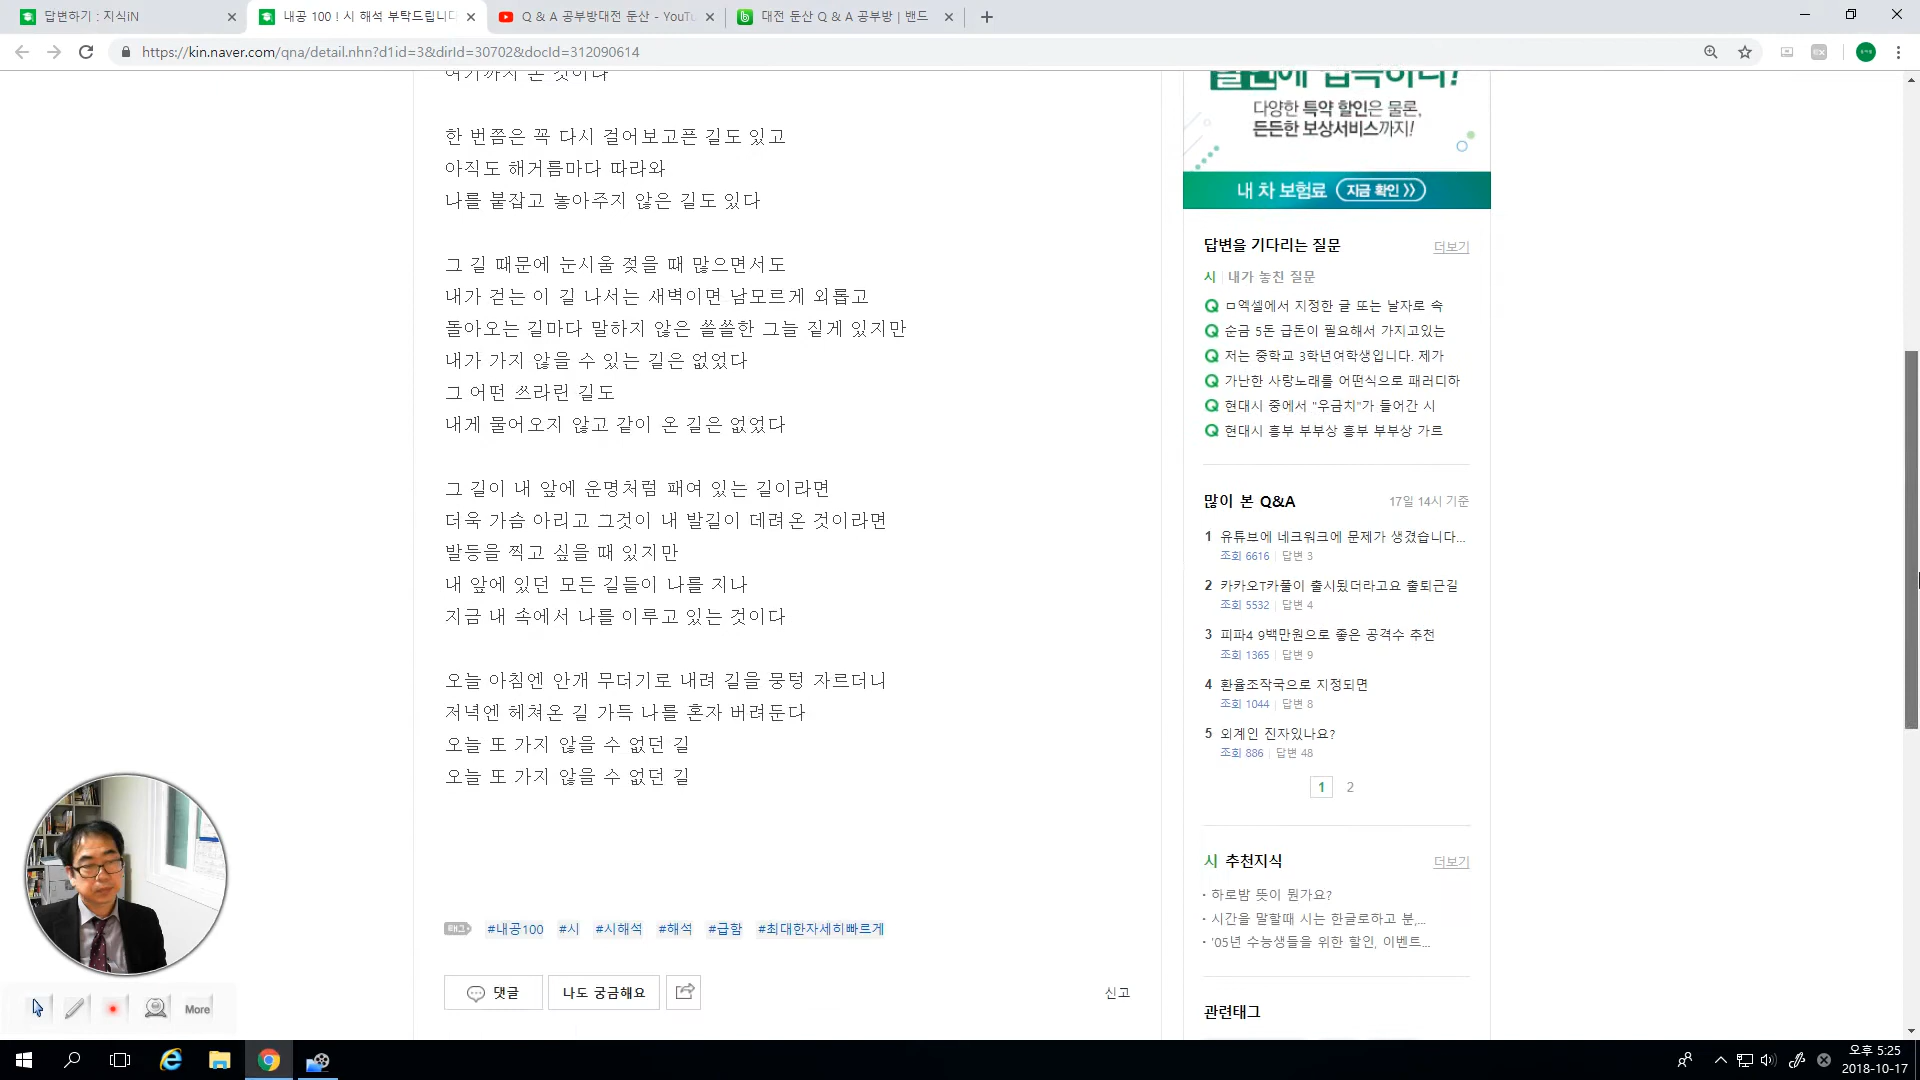 답변하기 : 지식iN
내공 100 ! 시 해석 부탁드립니다
Q & A 공부방대전 둔산 - YouTu
대전 둔산 Q & A 공부방 | 밴드
https://kin.naver.com/qna/detail.nhn?d1id=3&dirId=30702&docId=312090614
여기까지 온 것이다
한 번쯤은 꼭 다시 걸어보고픈 길도 있고
아직도 해거름마다 따라와
나를 붙잡고 놓아주지 않은 길도 있다
그 길 때문에 눈시울 젖을 때 많으면서도
내가 걷는 이 길 나서는 새벽이면 남모르게 외롭고
돌아오는 길마다 말하지 않은 쓸쓸한 그늘 짙게 있지만
내가 가지 않을 수 있는 길은 없었다
그 어떤 쓰라린 길도
내게 물어오지 않고 같이 온 길은 없었다
그 길이 내 앞에 운명처럼 패여 있는 길이라면
더욱 가슴 아리고 그것이 내 발길이 데려온 것이라면
발등을 찍고 싶을 때 있지만
내 앞에 있던 모든 길들이 나를 지나
지금 내 속에서 나를 이루고 있는 것이다
오늘 아침엔 안개 무더기로 내려 길을 뭉텅 자르더니
저녁엔 헤쳐온 길 가득 나를 혼자 버려둔다
오늘 또 가지 않을 수 없던 길
오늘 또 가지 않을 수 없던 길
태그 #내공100 #시 #시해석 #해석 #급함 #최대한자세히빠르게
댓글 나도 궁금해요 신고
다양한 특약 할인은 물론,
든든한 보상서비스까지!
내 차 보험료 지금 확인 >>
답변을 기다리는 질문 더보기
시 내가 놓친 질문
Q ㅁ엑셀에서 지정한 글 또는 날자로 속
Q 순금 5돈 급돈이 필요해서 가지고있는
Q 저는 중학교 3학년여학생입니다. 제가
Q 가난한 사랑노래를 어떤식으로 패러디하
Q 현대시 중에서 "우금치"가 들어간 시
Q 현대시 흥부 부부상 흥부 부부상 가르
많이 본 Q&A 17일 14시 기준
1 유튜브에 네크워크에 문제가 생겼습니다...
조회 6616 답변 3
2 카카오T카풀이 출시됬더라고요 출퇴근길
조회 5532 답변 4
3 피파4 9백만원으로 좋은 공격수 추천
조회 1365 답변 9
4 환율조작국으로 지정되면
조회 1044 답변 8
5 외계인 진자있나요?
조회 886 답변 48
1 2
시 추천지식 더보기
· 하로밤 뜻이 뭔가요?
· 시간을 말할때 시는 한글로하고 분,...
· '05년 수능생들을 위한 할인, 이벤트...
관련태그
More
오후 5:25
2018-10-17